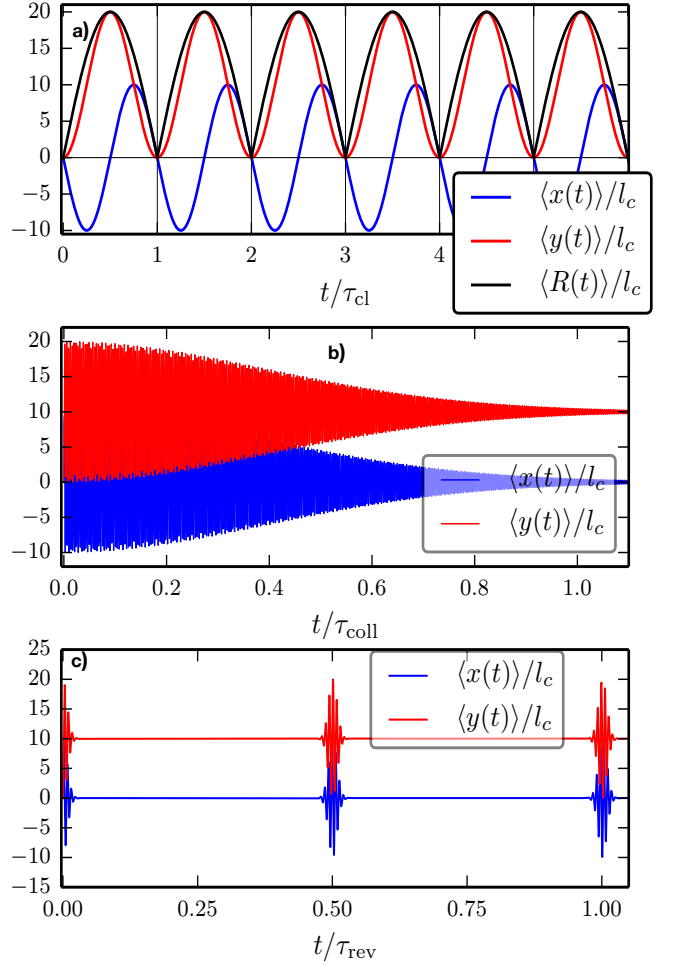 a)
20
15
10
5
0
−5
−10
0 1 2 3 4
t/τ_cl
⟨x(t)⟩/l_c
⟨y(t)⟩/l_c
⟨R(t)⟩/l_c
b)
20
15
10
5
0
−5
−10
0.0 0.2 0.4 0.6 0.8 1.0
t/τ_coll
⟨x(t)⟩/l_c
⟨y(t)⟩/l_c
c)
25
20
15
10
5
0
−5
−10
−15
0.00 0.25 0.50 0.75 1.00
t/τ_rev
⟨x(t)⟩/l_c
⟨y(t)⟩/l_c